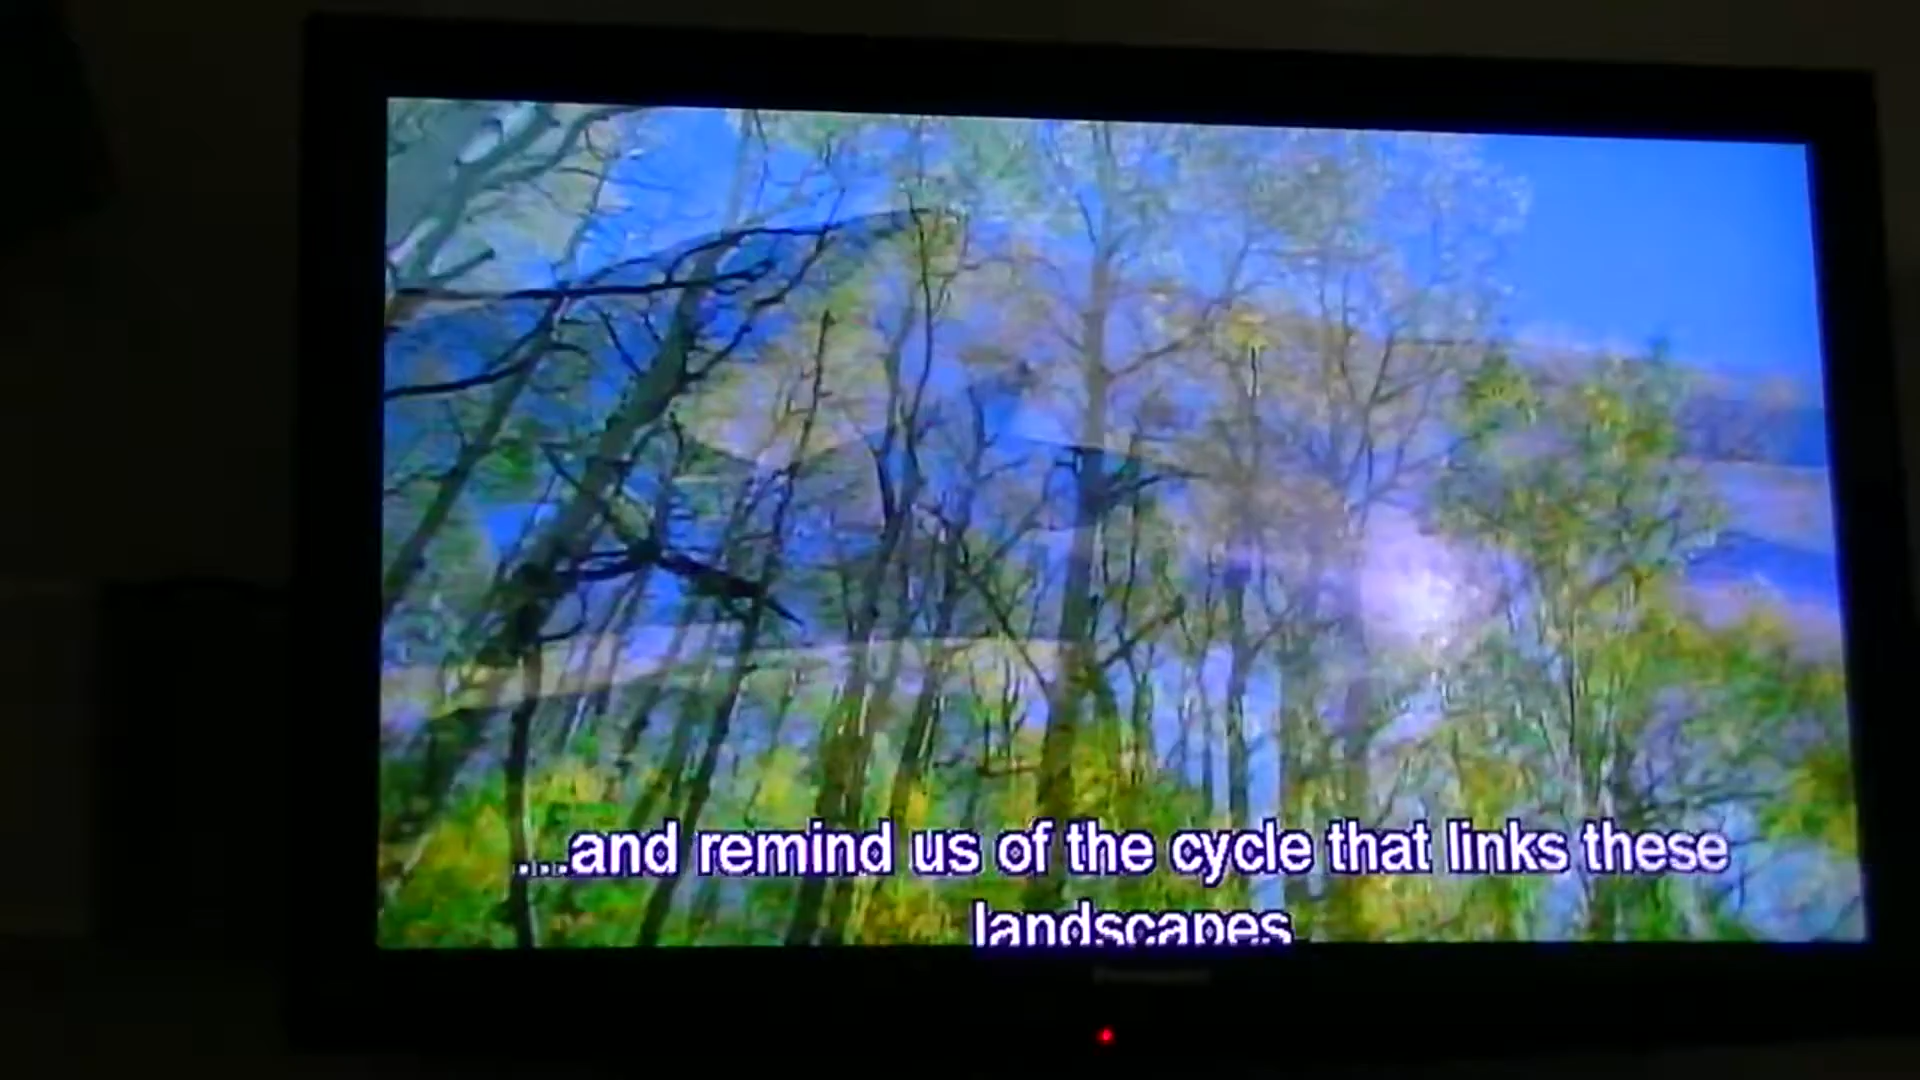 ...and remind us of the cycle that links these
landscapes